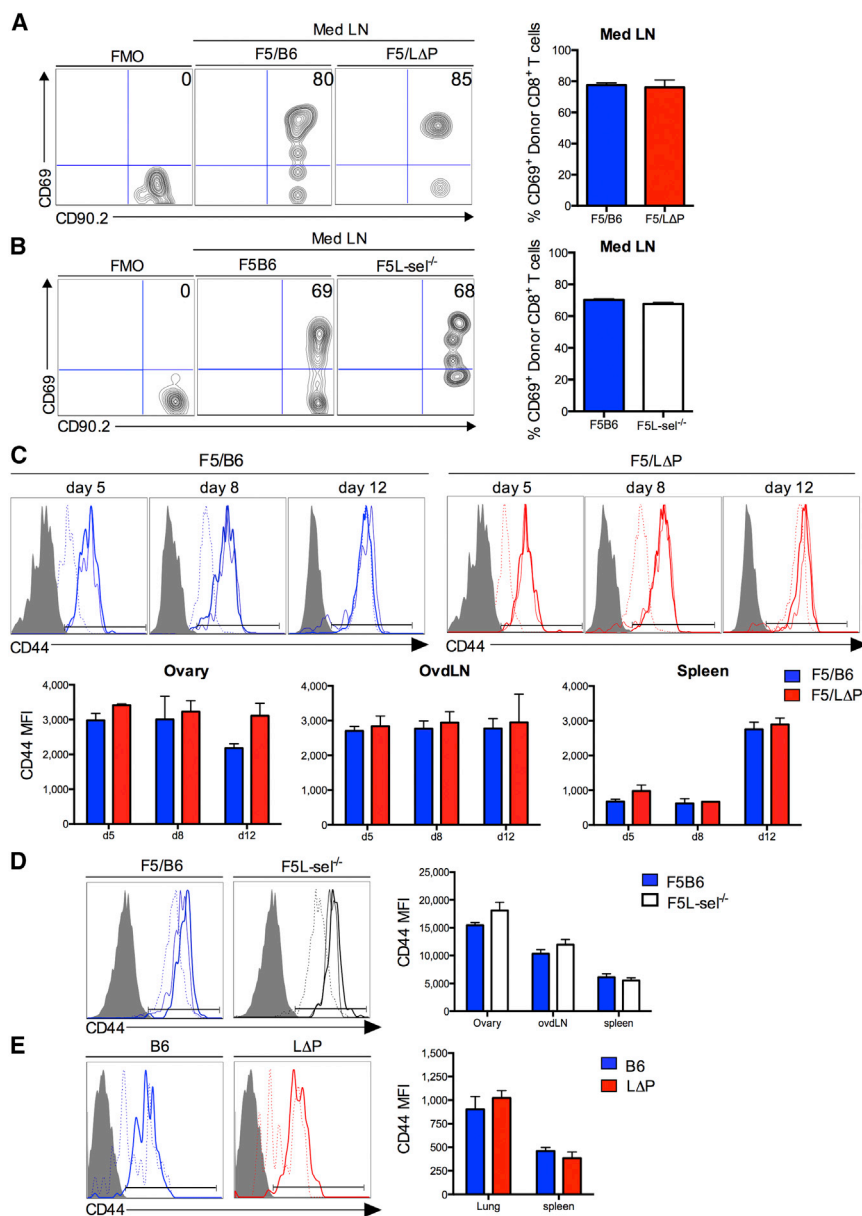 A
Med LN
FMO
F5/B6
F5/LΔP
0
80
85
CD69
CD90.2
Med LN
% CD69+ Donor CD8+ T cells
100
80
60
40
20
0
F5/B6
F5/LΔP
B
Med LN
FMO
F5B6
F5L-sel-/-
0
69
68
CD69
CD90.2
Med LN
% CD69+ Donor CD8+ T cells
100
80
60
40
20
0
F5B6
F5L-sel-/-
C
F5/B6
day 5
day 8
day 12
CD44
F5/LΔP
day 5
day 8
day 12
CD44
Ovary
CD44 MFI
4,000
3,000
2,000
1,000
0
d5
d8
d12
OvdLN
4,000
3,000
2,000
1,000
0
d5
d8
d12
Spleen
4,000
3,000
2,000
1,000
0
d5
d8
d12
F5/B6
F5/LΔP
D
F5/B6
F5L-sel-/-
CD44
CD44 MFI
25,000
20,000
15,000
10,000
5,000
0
Ovary
ovdLN
spleen
F5B6
F5L-sel-/-
E
B6
LΔP
CD44
CD44 MFI
1,500
1,250
1,000
750
500
250
0
Lung
spleen
B6
LΔP